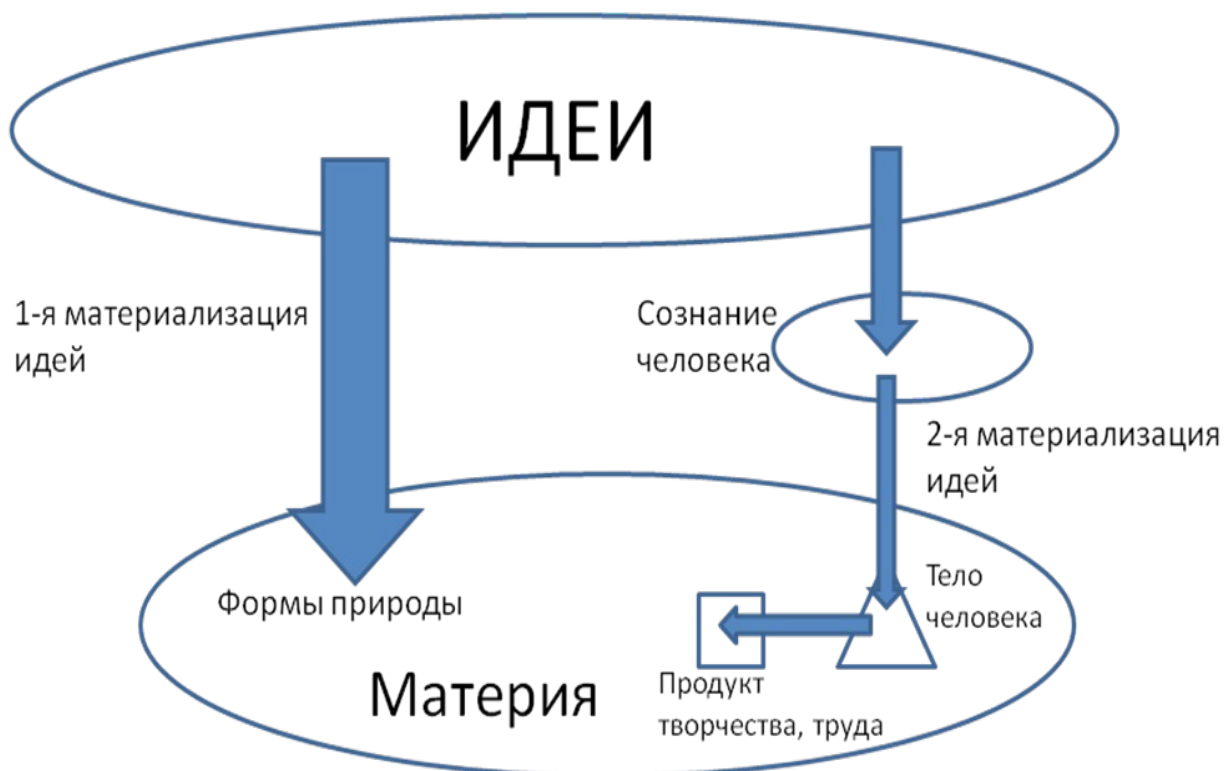 ИДЕИ
1-я материализация
идей
Сознание
человека
2-я материализация
идей
Формы природы
Тело
человека
Материя
Продукт
творчества, труда